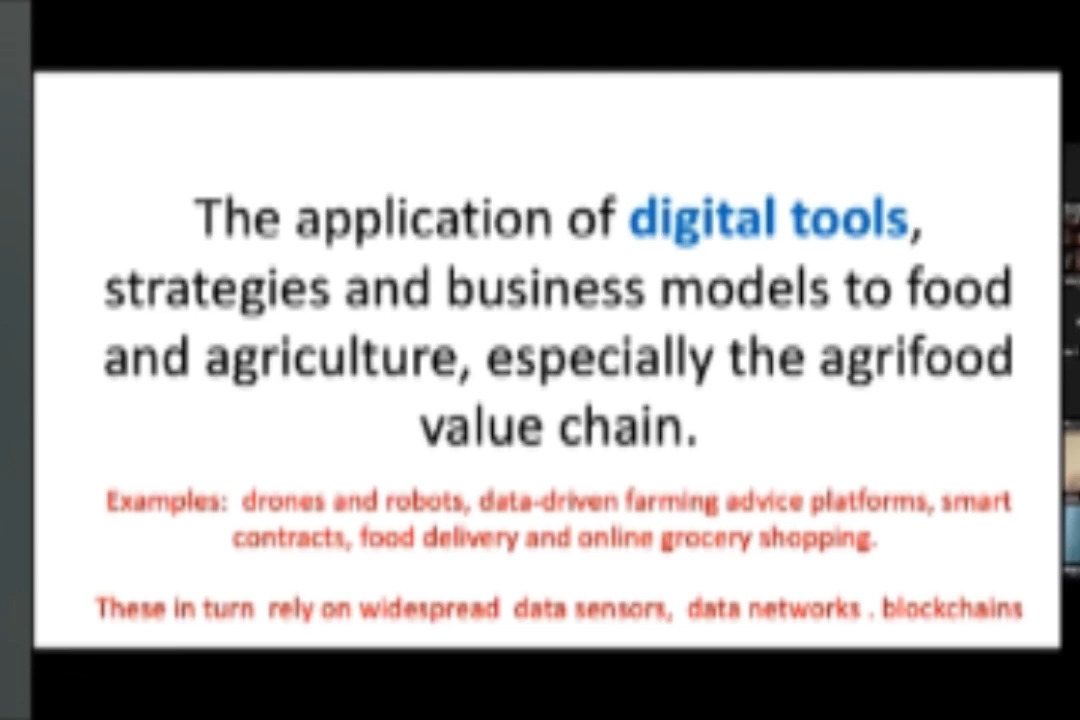 The application of digital tools,
strategies and business models to food
and agriculture, especially the agrifood
value chain.
Examples: drones and robots, data-driven farming advice platforms, smart
contracts, food delivery and online grocery shopping.
These in turn rely on widespread data sensors, data networks . blockchains